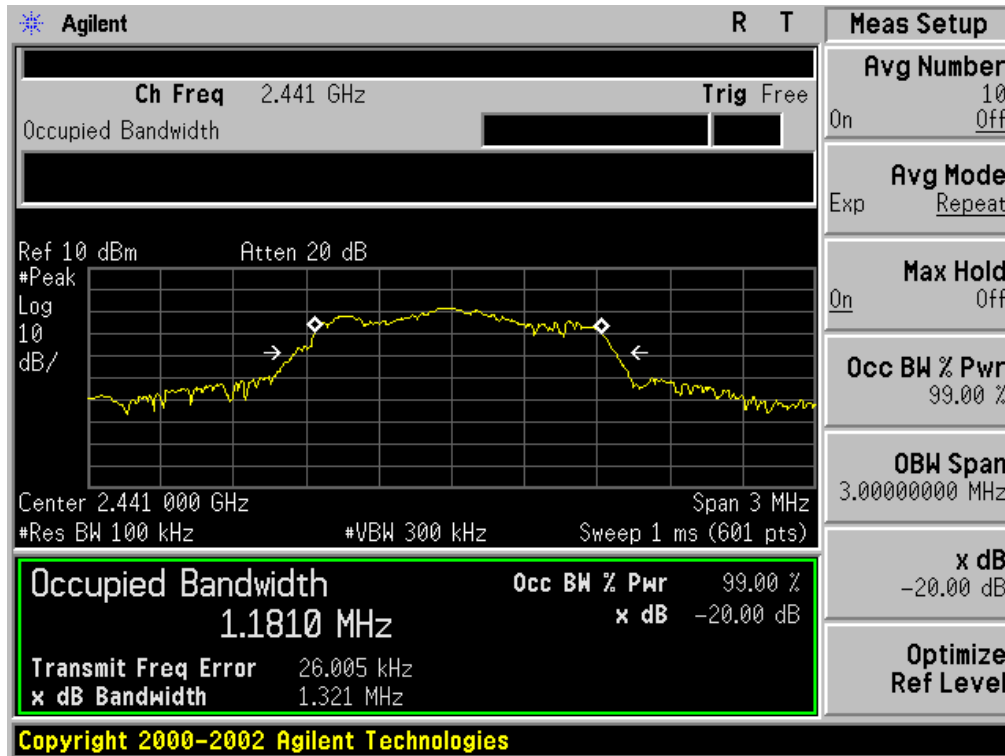 Agilent R T
Ch Freq 2.441 GHz Trig Free
Occupied Bandwidth
Ref 10 dBm Atten 20 dB
#Peak
Log
10
dB/
Center 2.441 000 GHz Span 3 MHz
#Res BW 100 kHz #VBW 300 kHz Sweep 1 ms (601 pts)
Occupied Bandwidth
1.1810 MHz
Occ BW % Pwr 99.00 %
x dB -20.00 dB
Transmit Freq Error 26.005 kHz
x dB Bandwidth 1.321 MHz
Copyright 2000-2002 Agilent Technologies
Meas Setup
Avg Number
10
On Off
Avg Mode
Exp Repeat
Max Hold
On Off
Occ BW % Pwr
99.00 %
OBW Span
3.00000000 MHz
x dB
-20.00 dB
Optimize
Ref Level